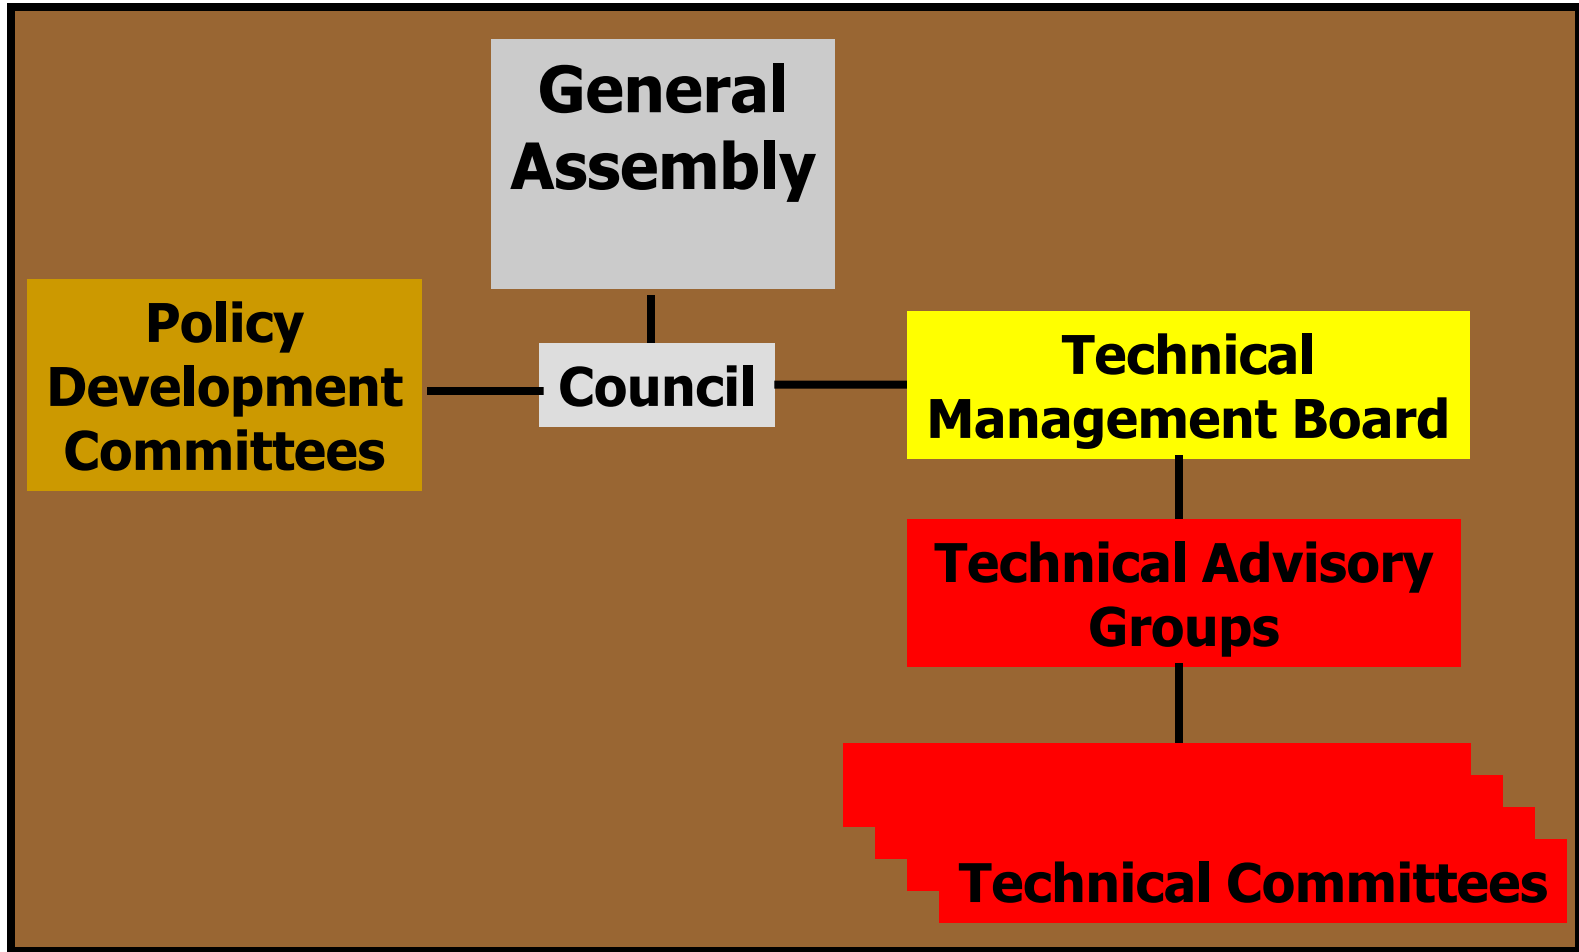 General
Assembly
Policy
Development
Committees
Council
Technical
Management Board
Technical Advisory
Groups
Technical Committees